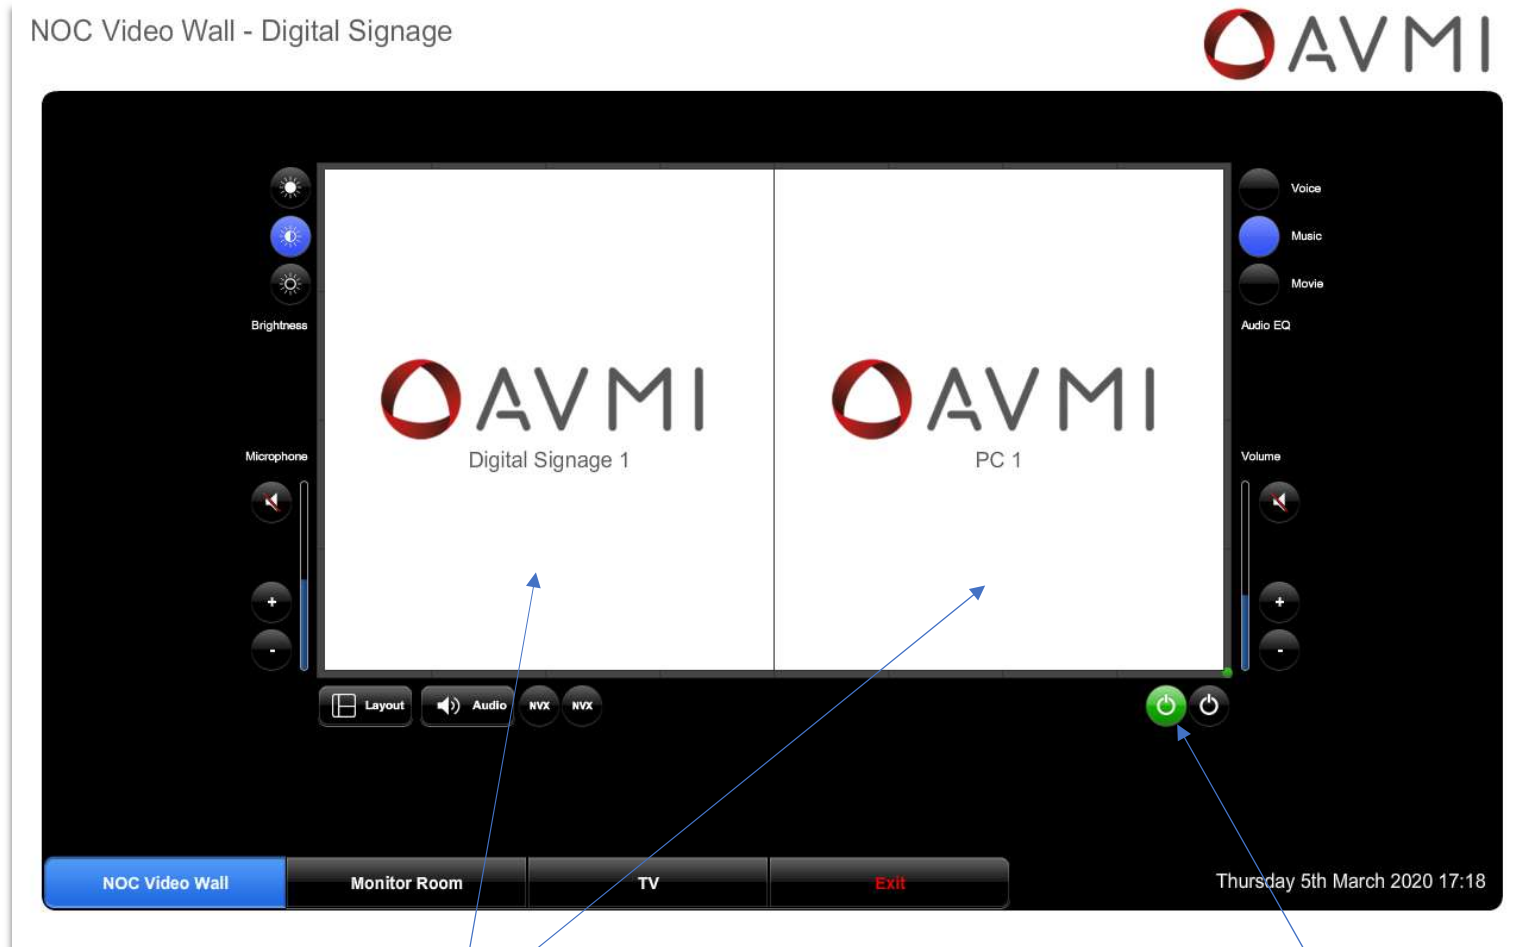 NOC Video Wall - Digital Signage
AVMI
Voice
Music
Movie
Brightness
Audio EQ
AVMI
AVMI
Digital Signage 1
PC 1
Microphone
Volume
+
+
-
-
Layout
Audio
NVX
NVX
NOC Video Wall
Monitor Room
TV
Exit
Thursday 5th March 2020 17:18